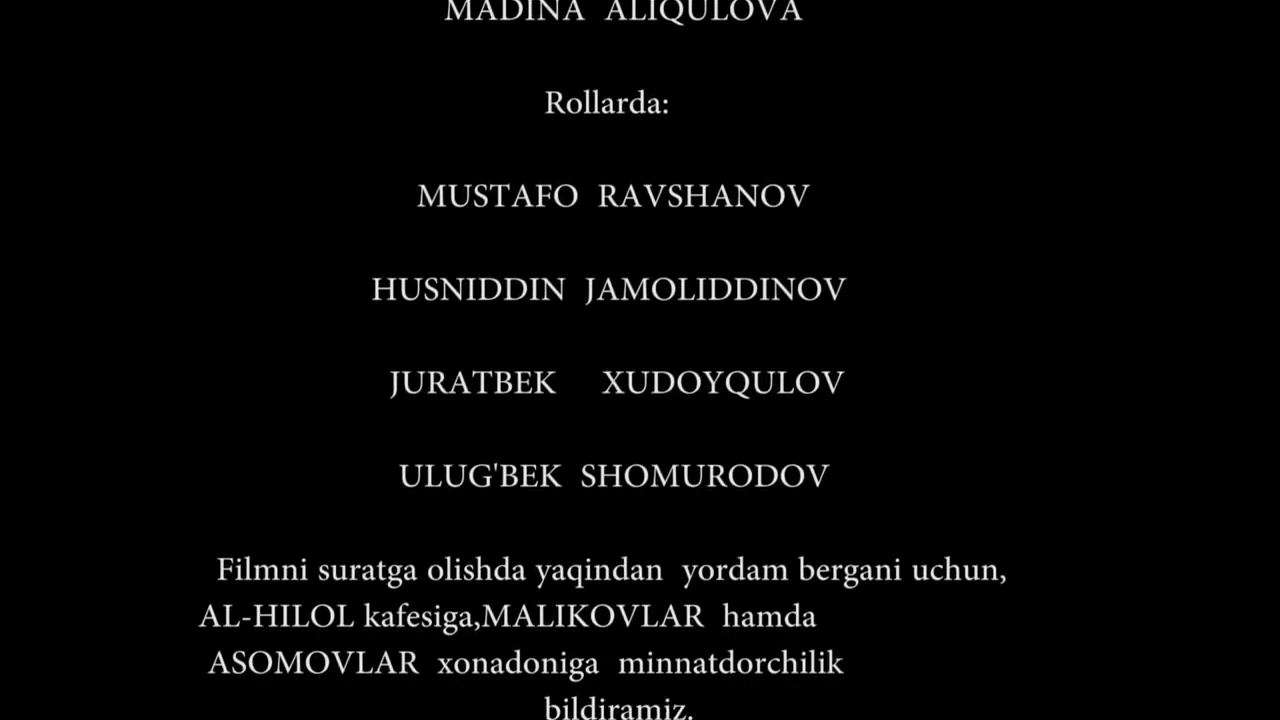 MADINA ALIQULOVA
Rollarda:
MUSTAFO RAVSHANOV
HUSNIDDIN JAMOLIDDINOV
JURATBEK XUDOYQULOV
ULUG'BEK SHOMURODOV
Filmni suratga olishda yaqindan yordam bergani uchun,
AL-HILOL kafesiga,MALIKOVLAR hamda
ASOMOVLAR xonadoniga minnatdorchilik
bildiramiz.